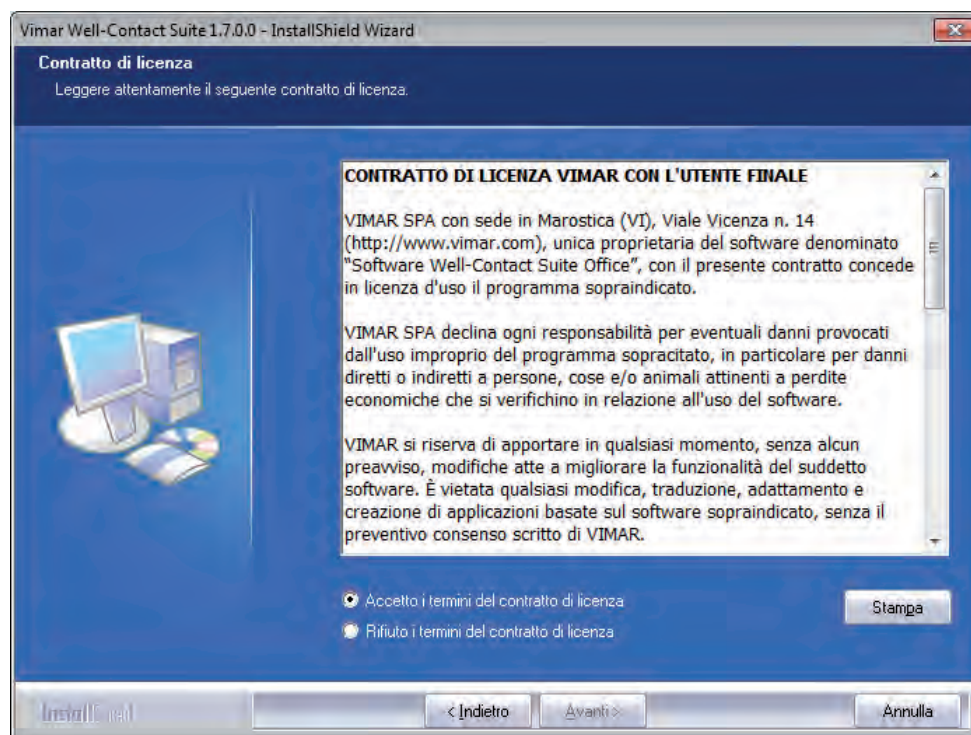 Vimar Well-Contact Suite 1.7.0.0 - InstallShield Wizard
Contratto di licenza
Leggere attentamente il seguente contratto di licenza.
CONTRATTO DI LICENZA VIMAR CON L'UTENTE FINALE
VIMAR SPA con sede in Marostica (VI), Viale Vicenza n. 14
(http://www.vimar.com), unica proprietaria del software denominato
“Software Well-Contact Suite Office”, con il presente contratto concede
in licenza d'uso il programma sopraindicato.
VIMAR SPA declina ogni responsabilità per eventuali danni provocati
dall'uso improprio del programma sopracitato, in particolare per danni
diretti o indiretti a persone, cose e/o animali attinenti a perdite
economiche che si verifichino in relazione all'uso del software.
VIMAR si riserva di apportare in qualsiasi momento, senza alcun
preavviso, modifiche atte a migliorare la funzionalità del suddetto
software. È vietata qualsiasi modifica, traduzione, adattamento e
creazione di applicazioni basate sul software sopraindicato, senza il
preventivo consenso scritto di VIMAR.
Accetto i termini del contratto di licenza
Stampa
Rifiuto i termini del contratto di licenza
InstallShield
< Indietro
Avanti >
Annulla